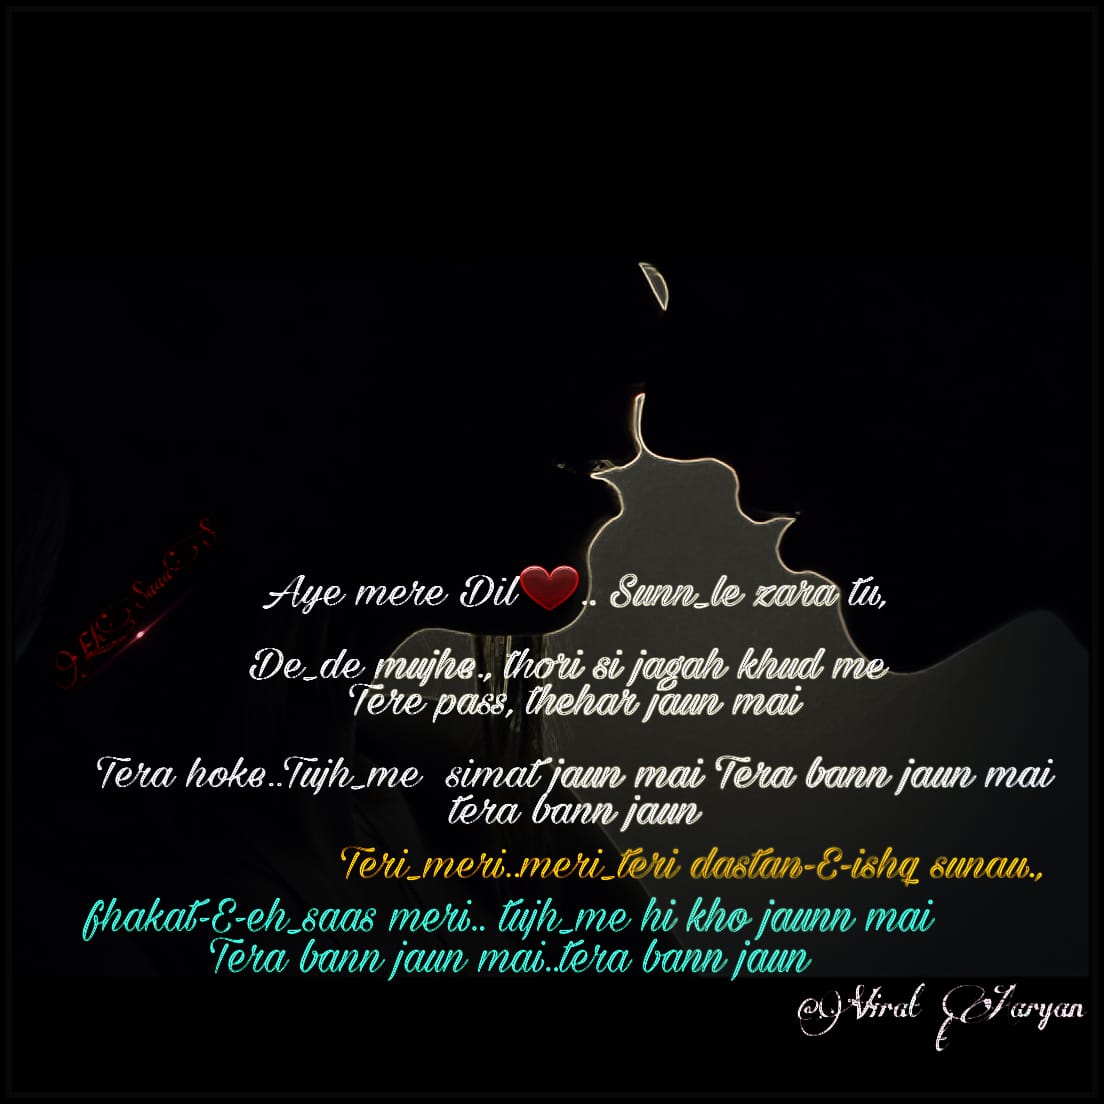 Aye mere Dil❤.. Sunn_le zara tu,
De_de mujhe., thori si jagah khud me
Tere pass, thehar jaun mai
Tera hoke..Tujh_me simat jaun mai Tera bann jaun mai
tera bann jaun
Teri_meri..meri_teri dastan-E-ishq sunau.,
fhakat-E-eh_saas meri.. tujh_me hi kho jaunn mai
Tera bann jaun mai..tera bann jaun